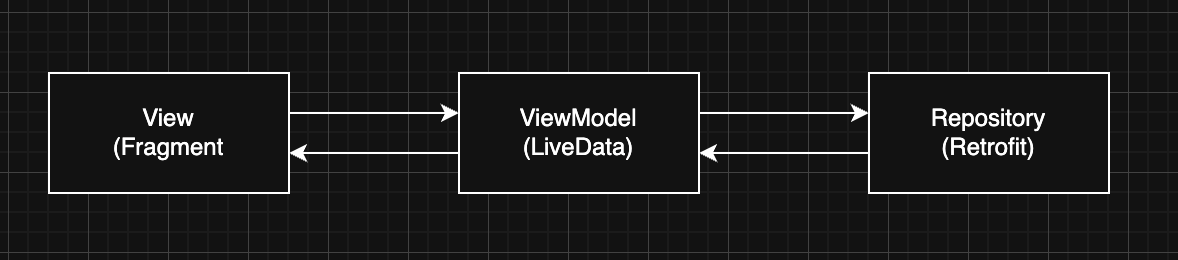 View
(Fragment
ViewModel
(LiveData)
Repository
(Retrofit)